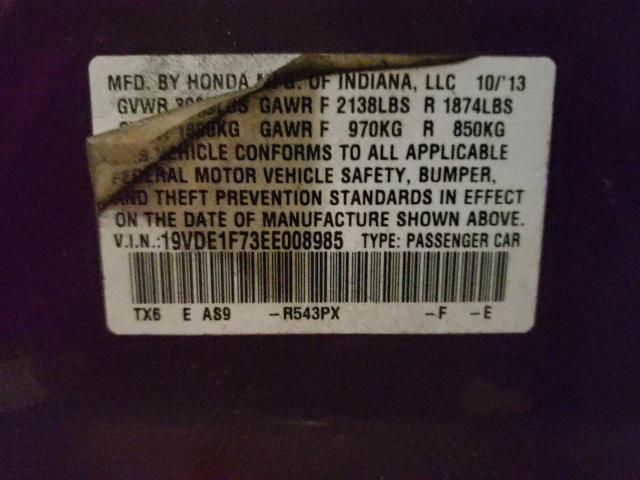 MFD. BY HONDA OF INDIANA, LLC 10/'13
GVWR GAWR F 2138LBS R 1874LBS
GAWR F 970KG R 850KG
VEHICLE CONFORMS TO ALL APPLICABLE
FEDERAL MOTOR VEHICLE SAFETY, BUMPER,
AND THEFT PREVENTION STANDARDS IN EFFECT
ON THE DATE OF MANUFACTURE SHOWN ABOVE.
V.I.N.:19VDE1F73EE008985 TYPE: PASSENGER CAR
TX6 E AS9 -R543PX -F -E